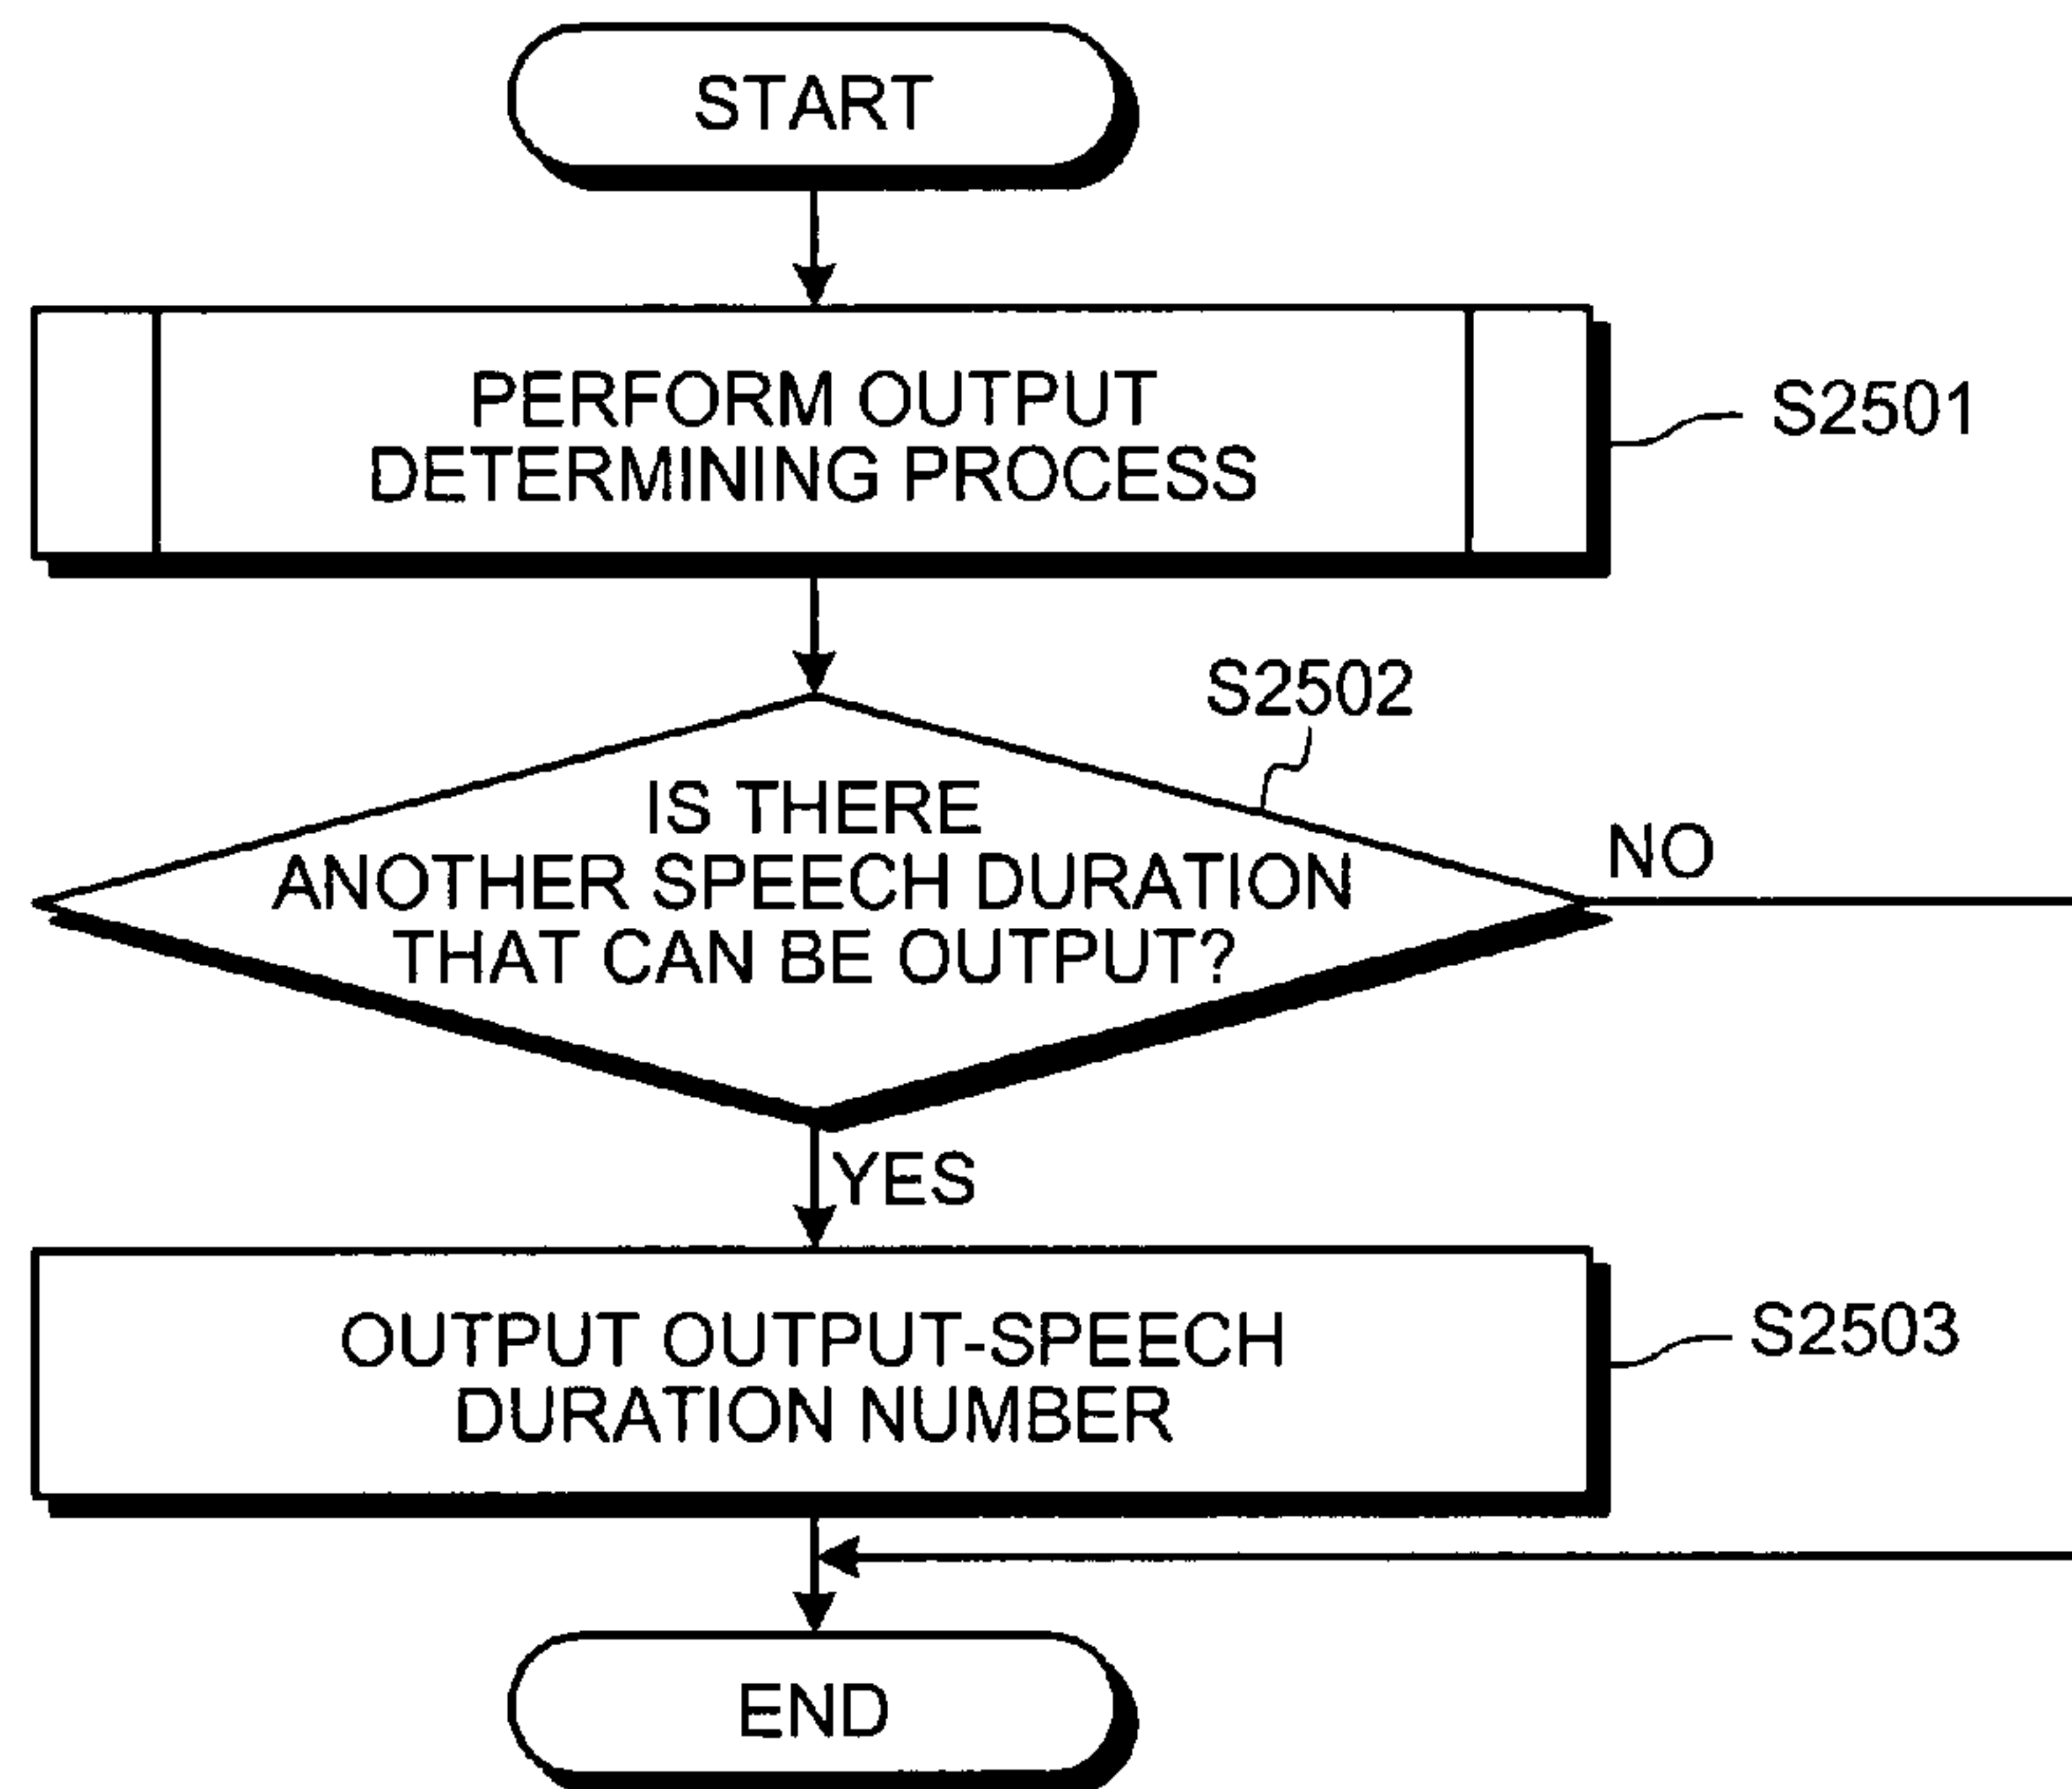 START
PERFORM OUTPUT
DETERMINING PROCESS
S2501
S2502
IS THERE
ANOTHER SPEECH DURATION
THAT CAN BE OUTPUT?
NO
YES
OUTPUT OUTPUT-SPEECH
DURATION NUMBER
S2503
END